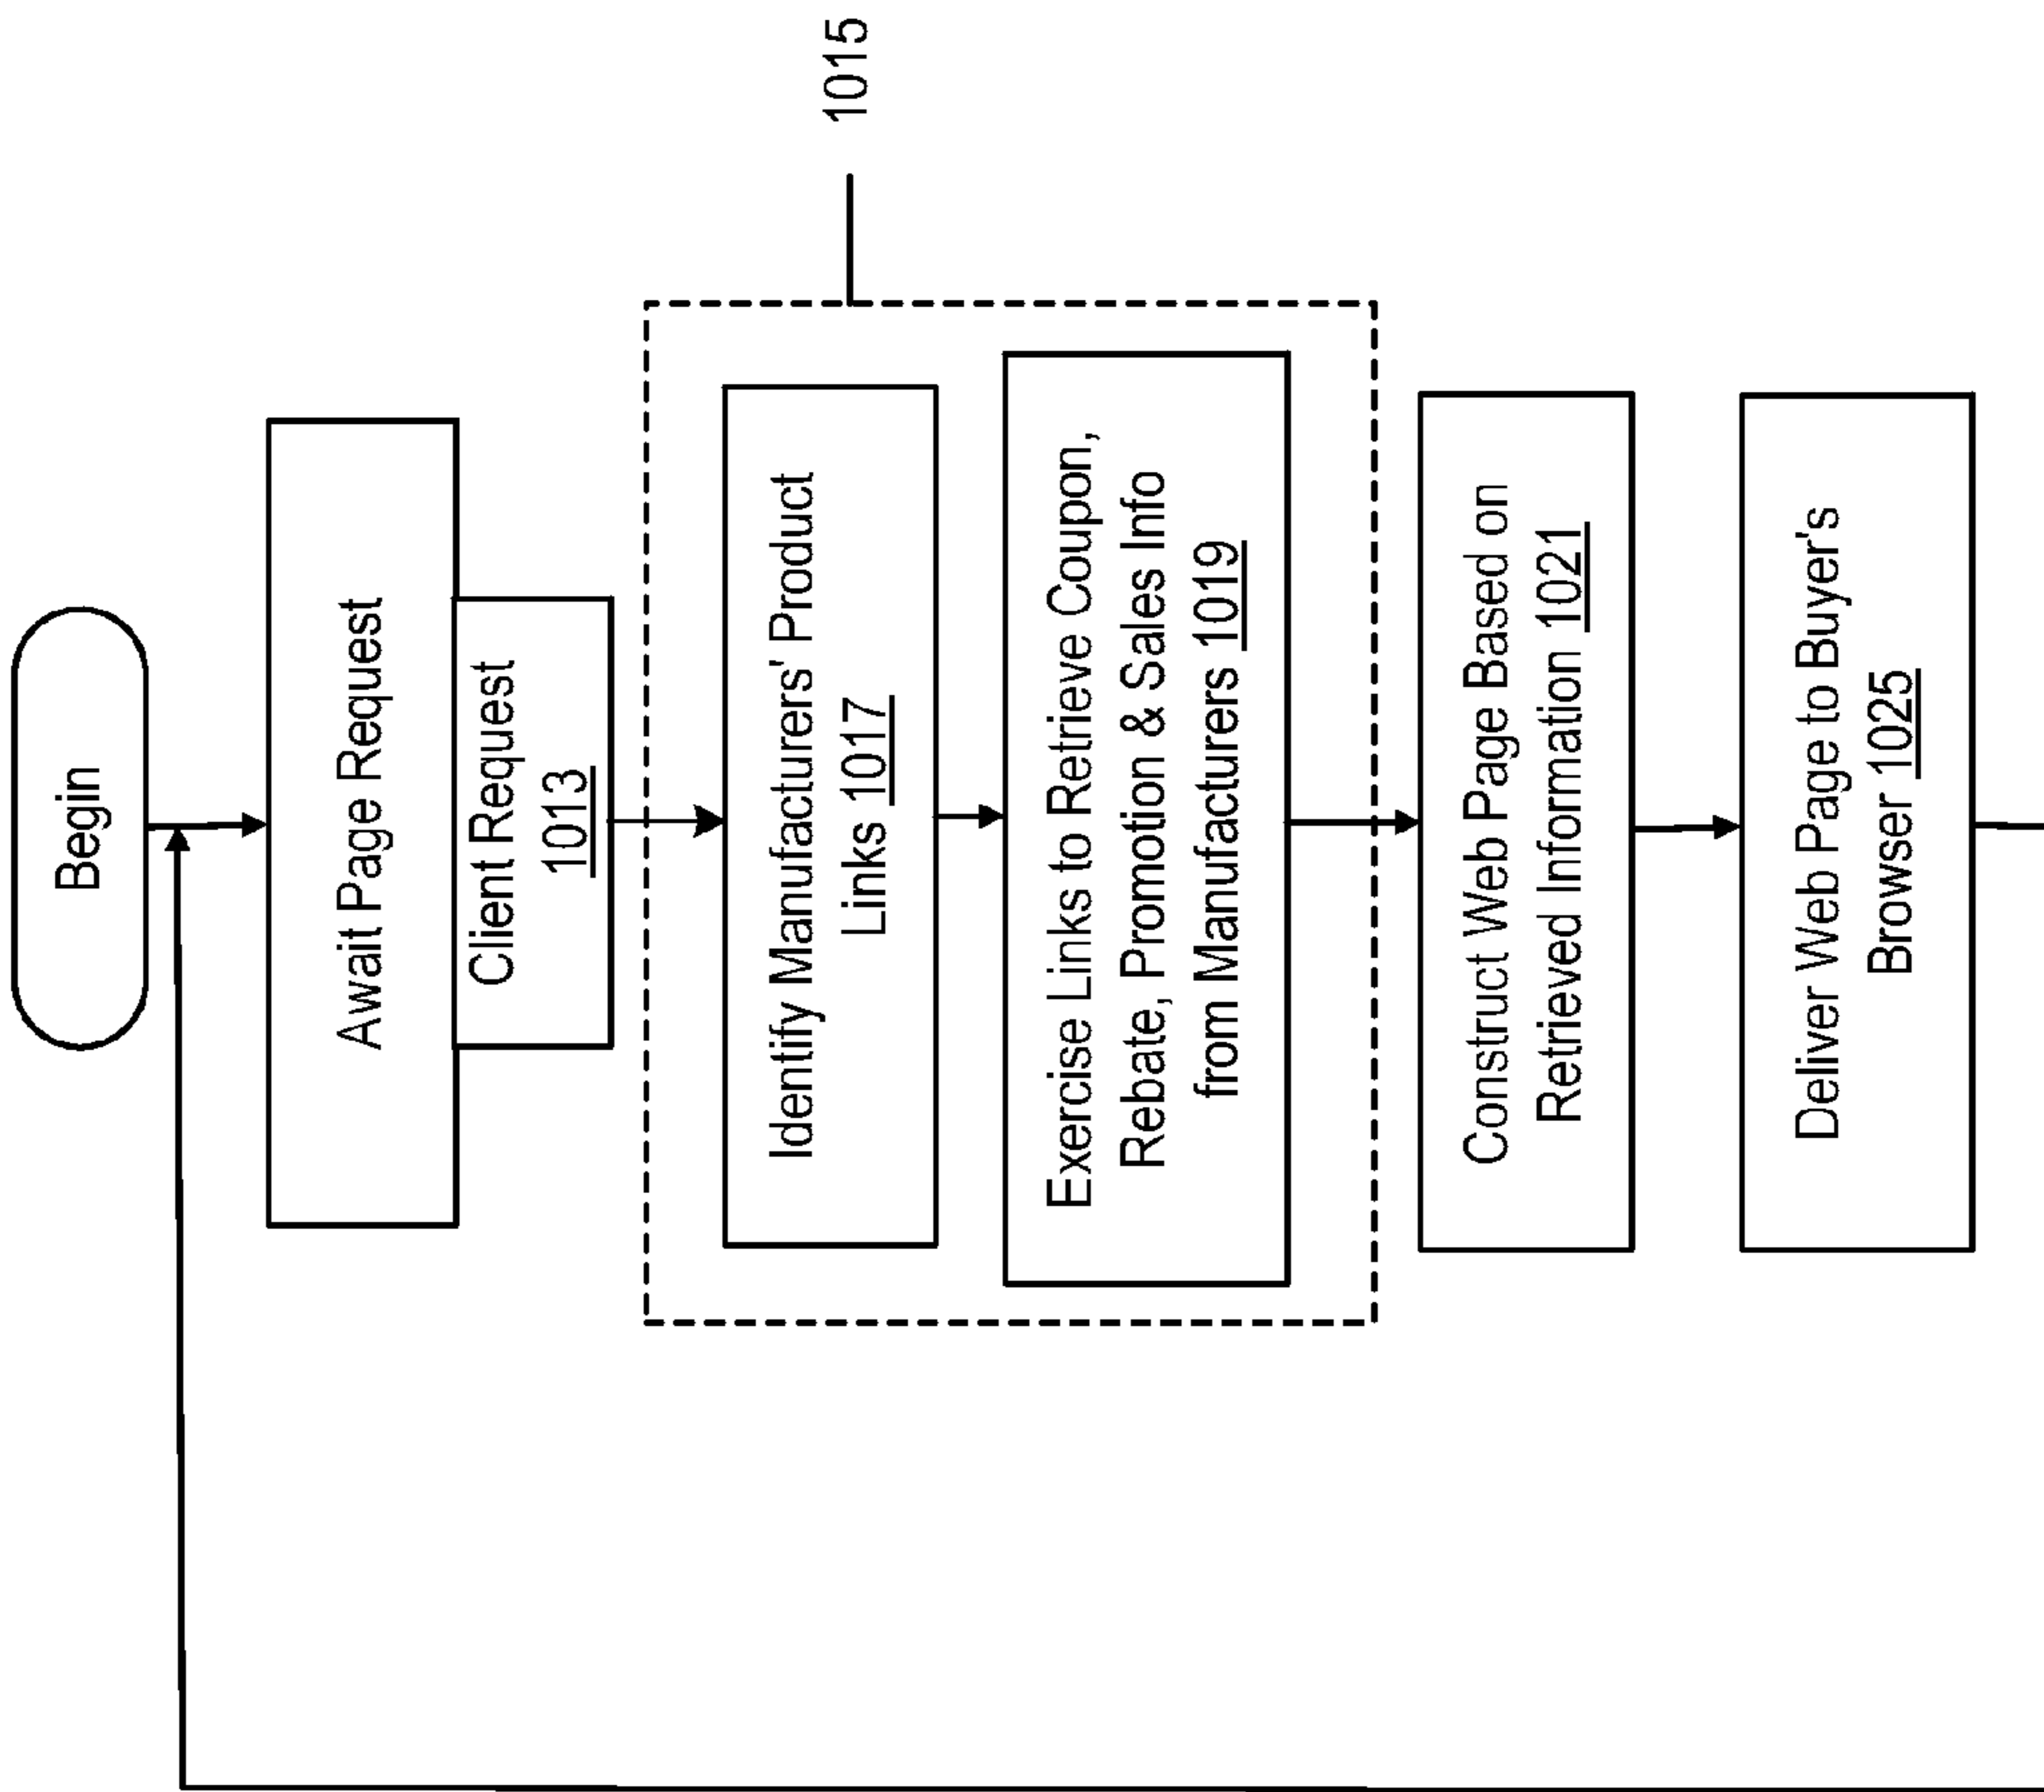 Begin
Await Page Request
Client Request
1013
1015
Identify Manufacturers' Product
Links 1017
Exercise Links to Retrieve Coupon,
Rebate, Promotion & Sales Info
from Manufacturers 1019
Construct Web Page Based on
Retrieved Information 1021
Deliver Web Page to Buyer's
Browser 1025